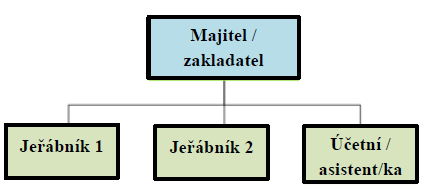 Majitel /
zakladatel
Jeřábník 1
Jeřábník 2
Účetní /
asistent/ka